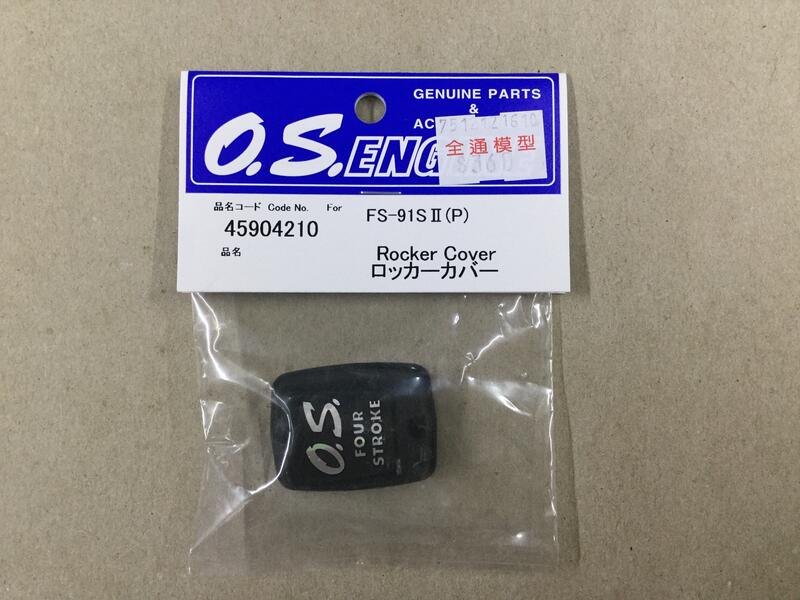 GENUINE PARTS
&
AC
7512121610
全通模型
O.S.ENG
品名コード Code No. For
FS-91SⅡ(P)
45904210
品名
Rocker Cover
ロッカーカバー
O.S.
FOUR
STROKE